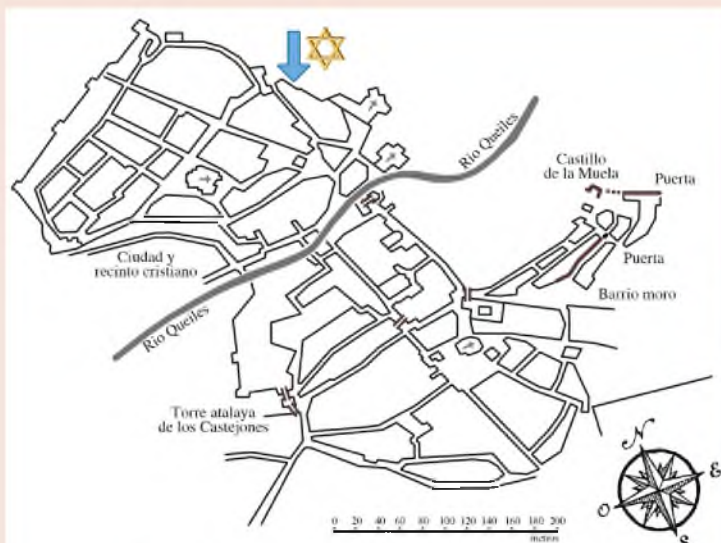 Río Queiles
Castillo
de la Muela
Puerta
Ciudad y
recinto cristiano
Puerta
Barrio moro
Río Queiles
Torre atalaya
de los Castejones
N
E
O
S
0 20 40 60 80 100 120 140 160 180 200
metros